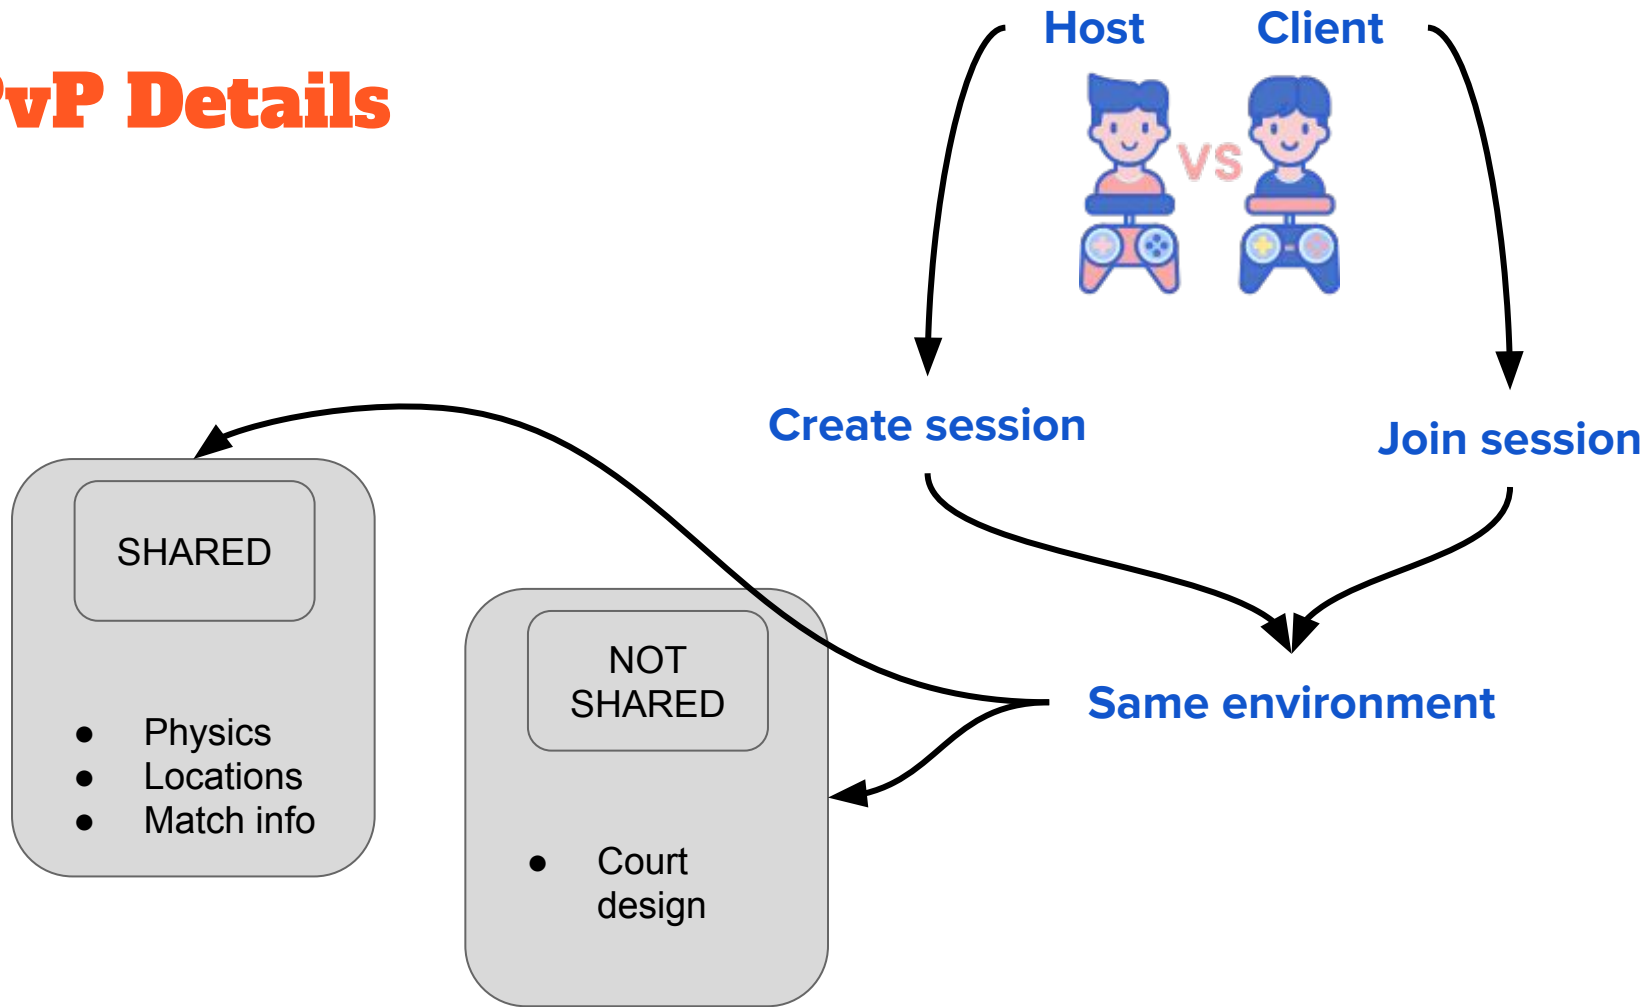 PvP Details
Host
Client
VS
Create session
Join session
SHARED
NOT
SHARED
Same environment
● Physics
● Locations
● Match info
● Court
design